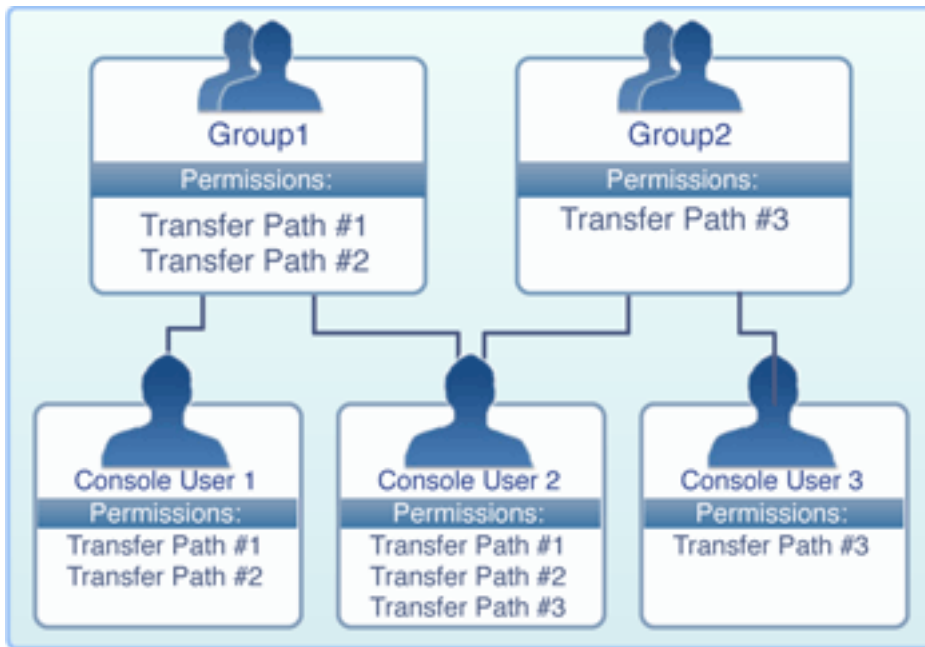 Group1
Permissions:
Transfer Path #1
Transfer Path #2
Group2
Permissions:
Transfer Path #3
Console User 1
Permissions:
Transfer Path #1
Transfer Path #2
Console User 2
Permissions:
Transfer Path #1
Transfer Path #2
Transfer Path #3
Console User 3
Permissions:
Transfer Path #3